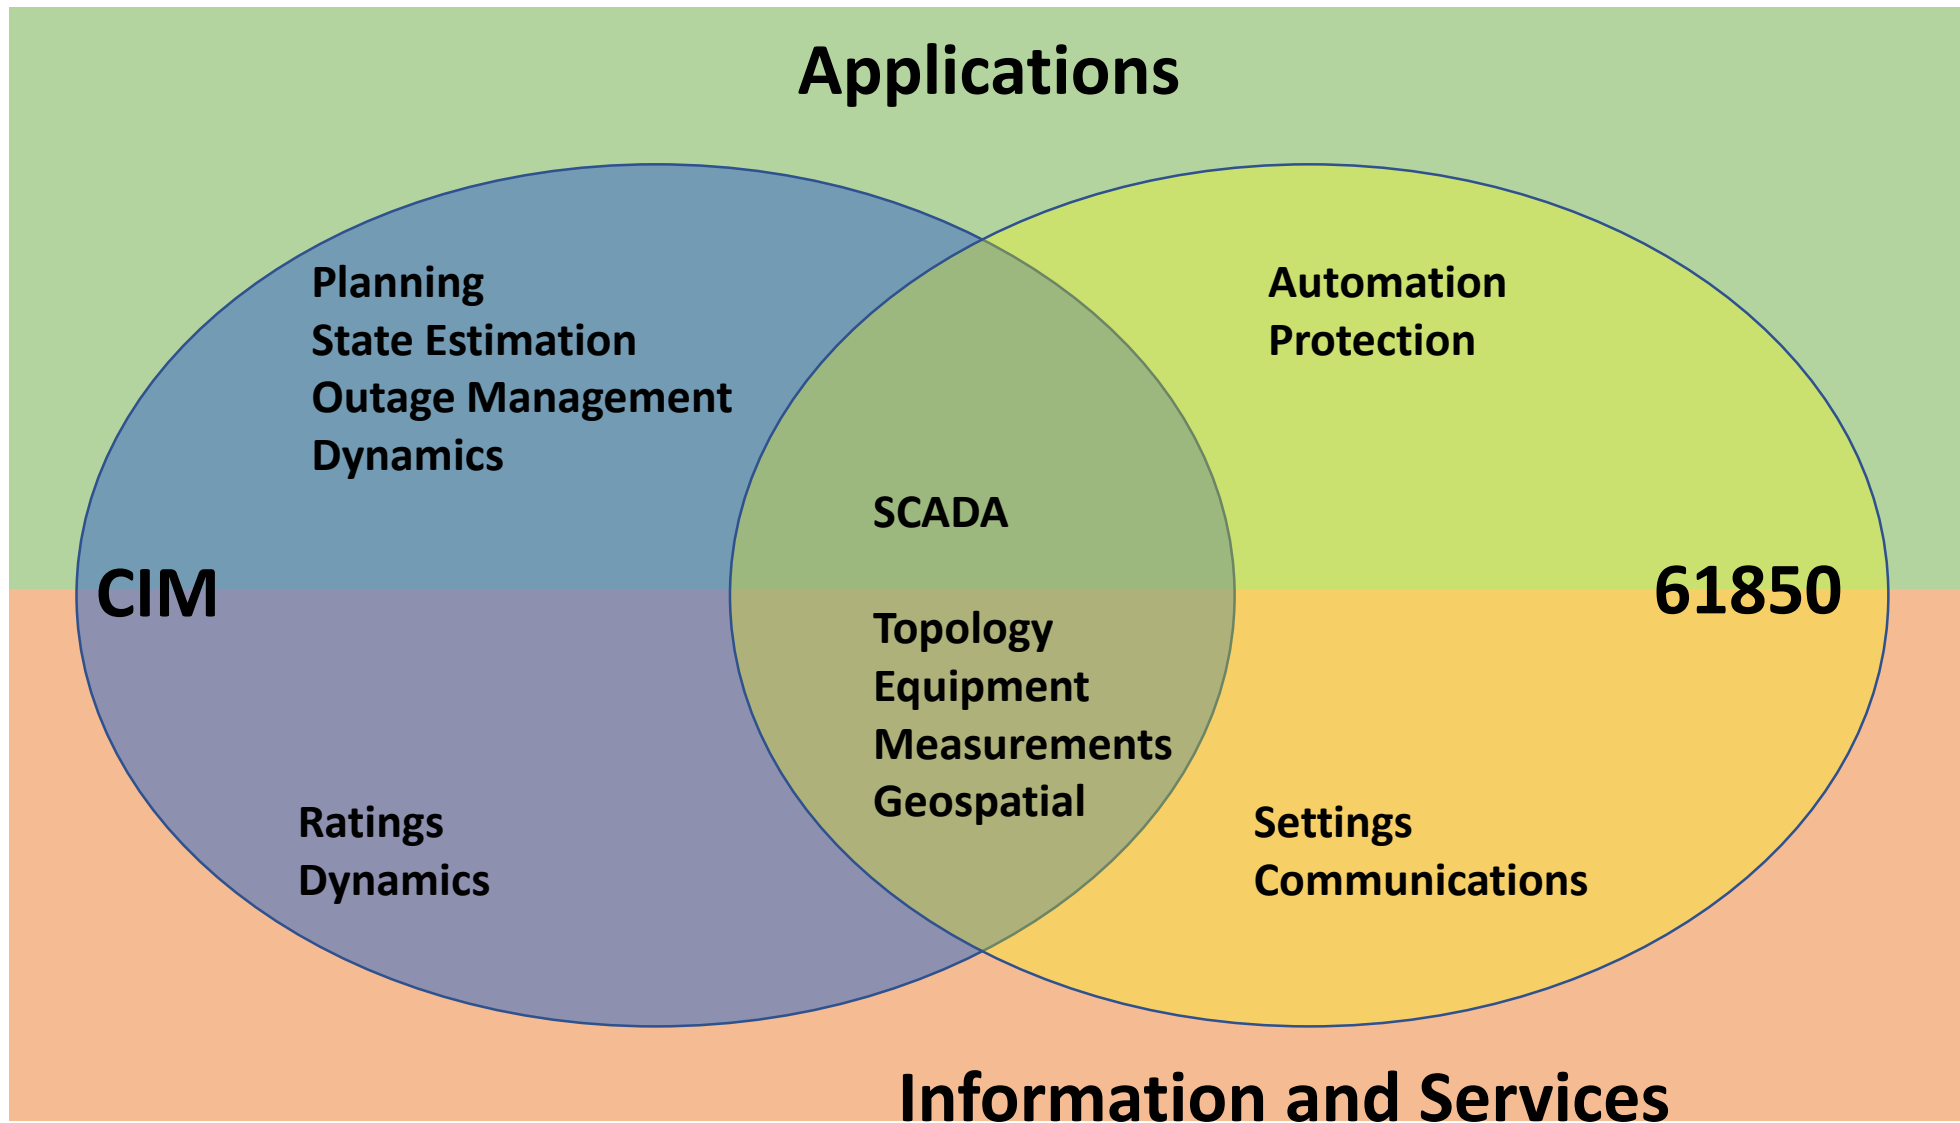 Applications
Planning
State Estimation
Outage Management
Dynamics
Automation
Protection
SCADA
CIM
61850
Topology
Equipment
Measurements
Geospatial
Ratings
Dynamics
Settings
Communications
Information and Services